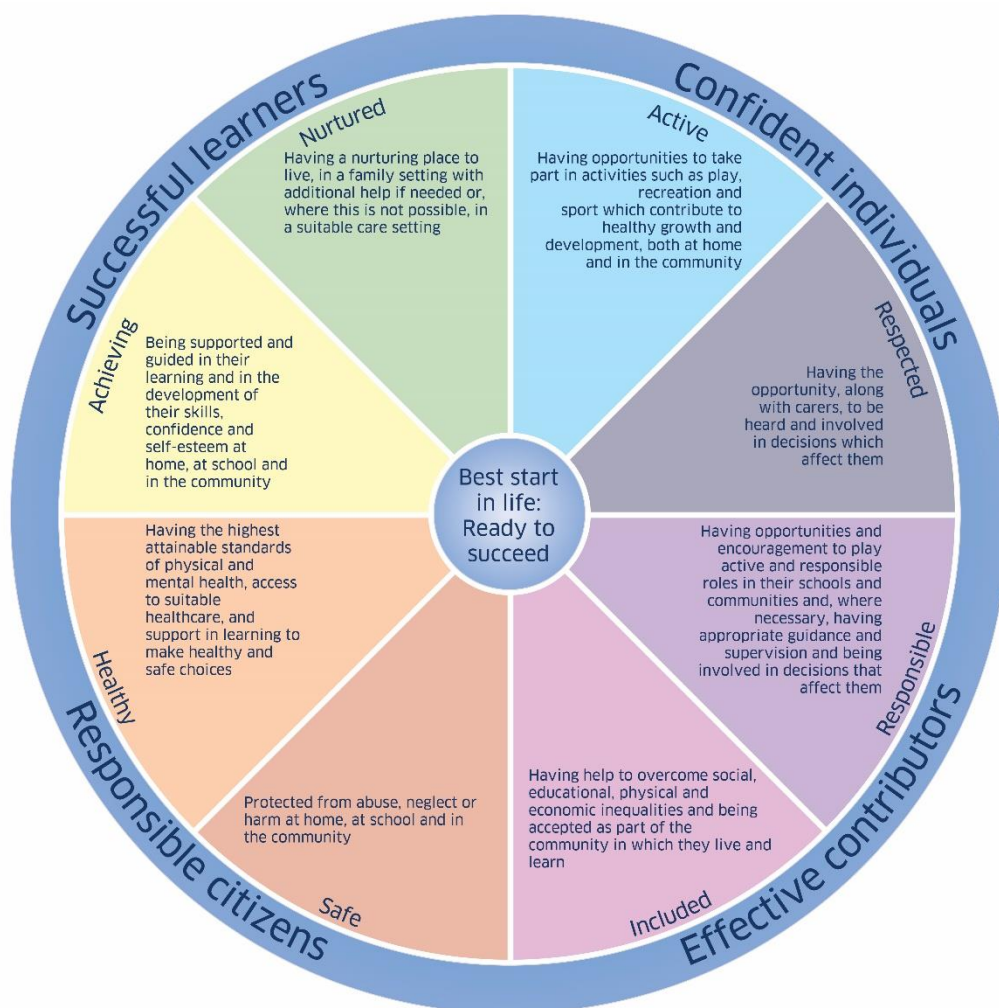 Successful learners
Confident individuals
Nurtured
Having a nurturing place to
live, in a family setting with
additional help if needed or,
where this is not possible, in
a suitable care setting
Active
Having opportunities to take
part in activities such as play,
recreation and
sport which contribute to
healthy growth and
development, both at home
and in the community
Achieving
Being supported and
guided in their
learning and in the
development of
their skills,
confidence and
self-esteem at
home, at school and
in the community
Respected
Having the
opportunity, along
with carers, to be
heard and involved
in decisions which
affect them
Best start
in life:
Ready to
succeed
Healthy
Having the highest
attainable standards
of physical and
mental health, access
to suitable
healthcare, and
support in learning to
make healthy and
safe choices
Responsible
Having opportunities and
encouragement to play
active and responsible
roles in their schools and
communities and, where
necessary, having
appropriate guidance and
supervision and being
involved in decisions that
affect them
Protected from abuse, neglect or
harm at home, at school and in
the community
Safe
Having help to overcome social,
educational, physical and
economic inequalities and being
accepted as part of the
community in which they live and
learn
Included
Responsible citizens
Effective contributors